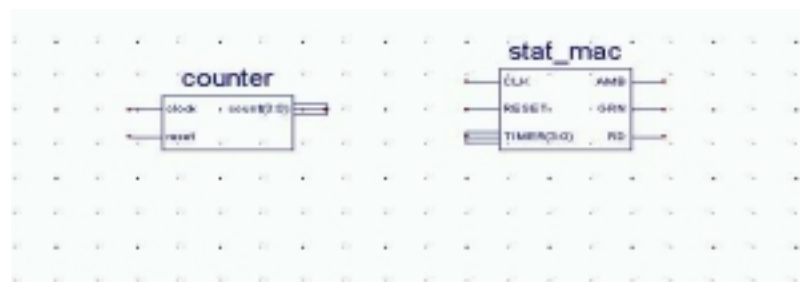 counter
clock count(3:0)
reset
stat_mac
CLK AMB
RESET GRN
TIMER(3:0) RD